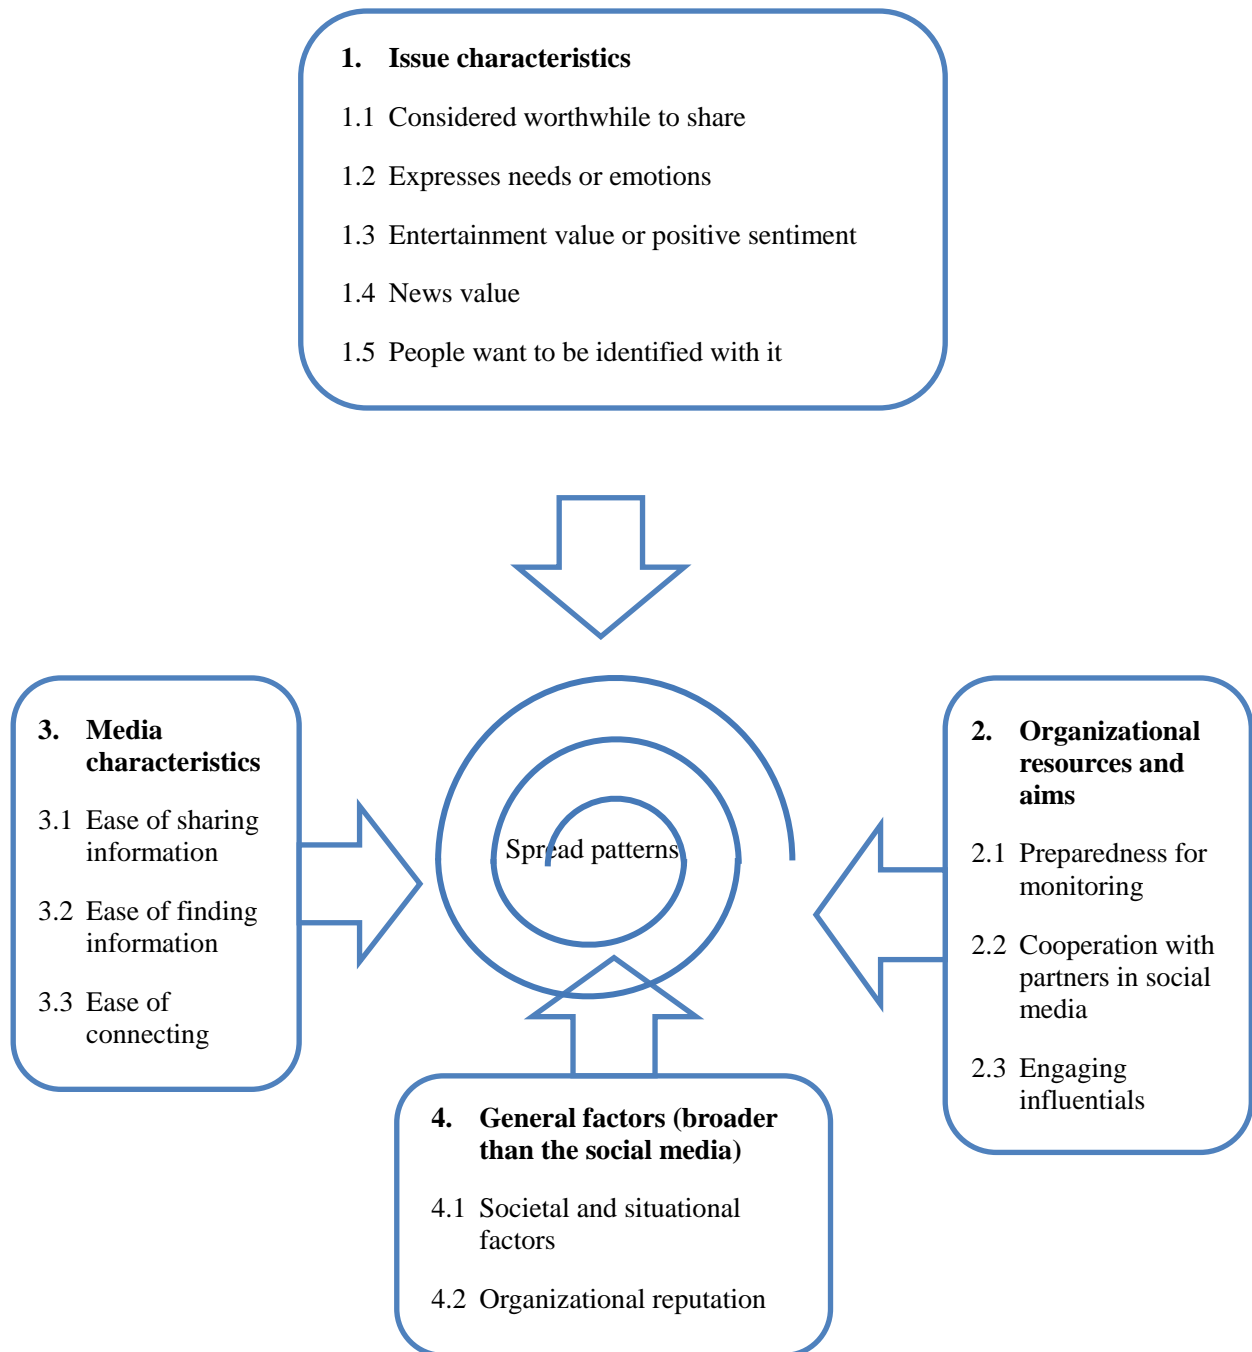 1. Issue characteristics
1.1 Considered worthwhile to share
1.2 Expresses needs or emotions
1.3 Entertainment value or positive sentiment
1.4 News value
1.5 People want to be identified with it
3. Media
characteristics
3.1 Ease of sharing
information
3.2 Ease of finding
information
3.3 Ease of
connecting
Spread patterns
2. Organizational
resources and
aims
2.1 Preparedness for
monitoring
2.2 Cooperation with
partners in social
media
2.3 Engaging
influentials
4. General factors (broader
than the social media)
4.1 Societal and situational
factors
4.2 Organizational reputation